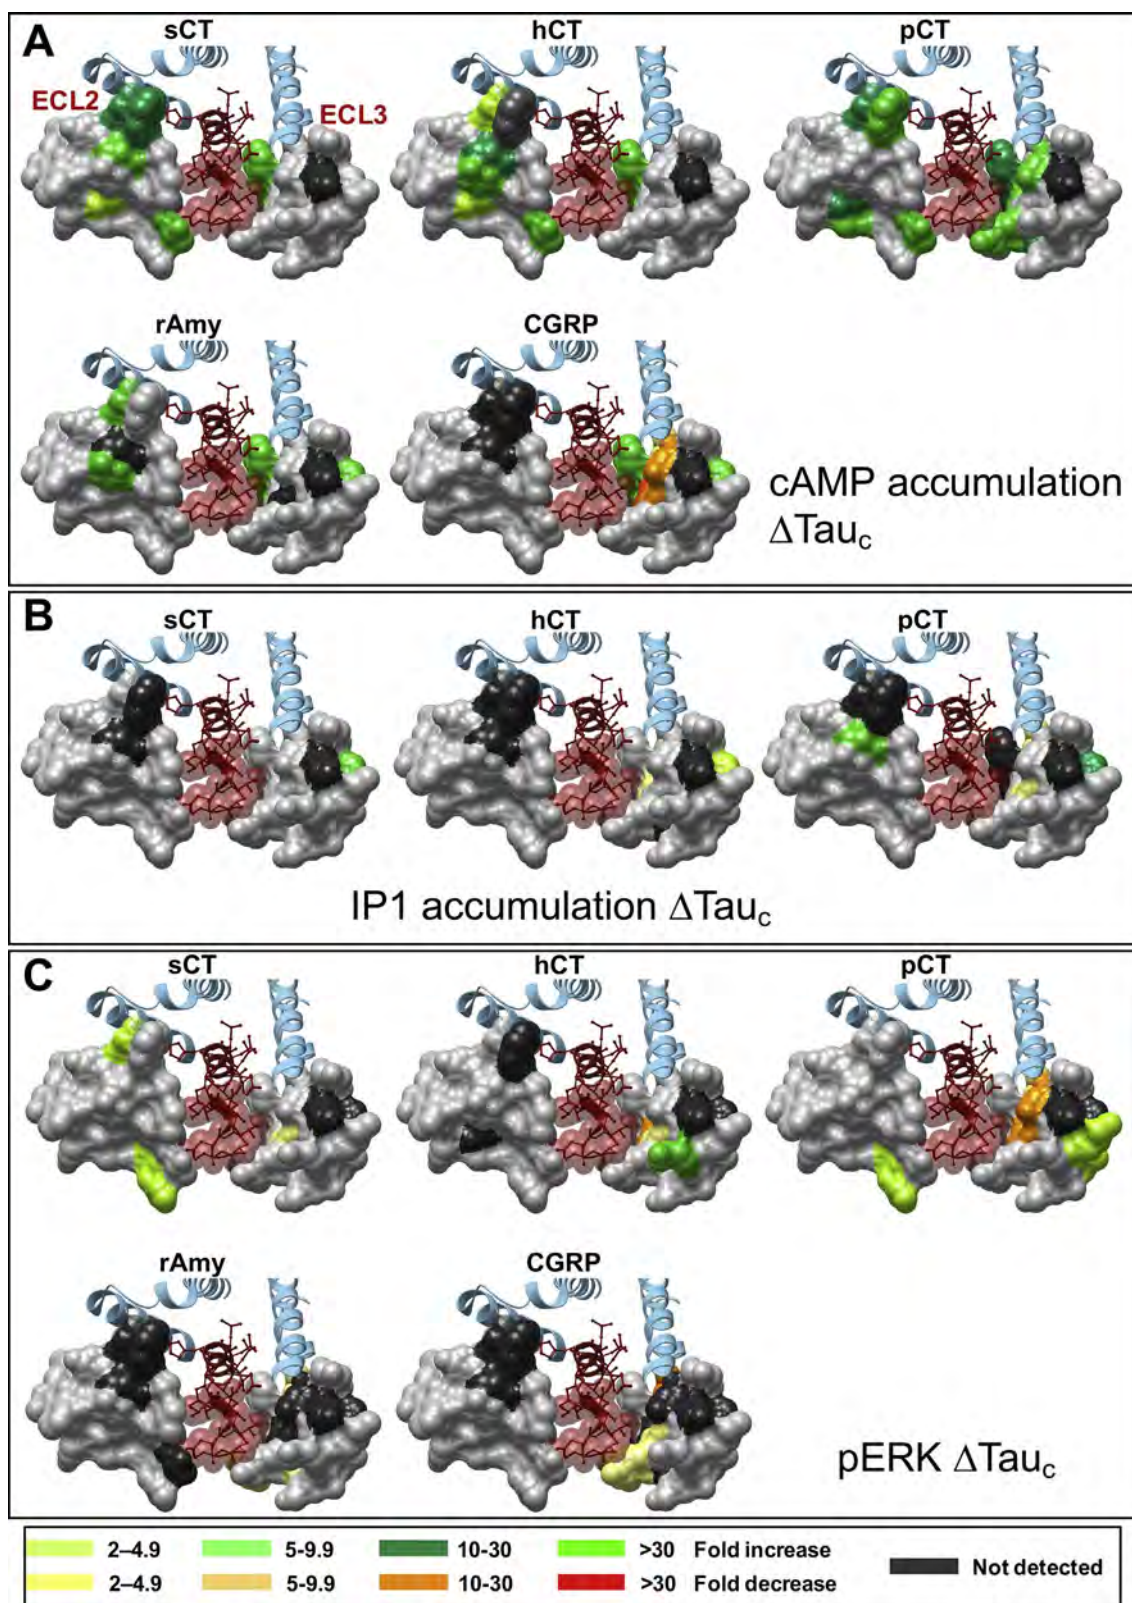 A
sCT
hCT
pCT
ECL2
ECL3
rAmy
CGRP
cAMP accumulation
ΔTauc
B
sCT
hCT
pCT
IP1 accumulation ΔTauc
C
sCT
hCT
pCT
rAmy
CGRP
pERK ΔTauc
2–4.9 5-9.9 10-30 >30 Fold increase Not detected
2–4.9 5-9.9 10-30 >30 Fold decrease